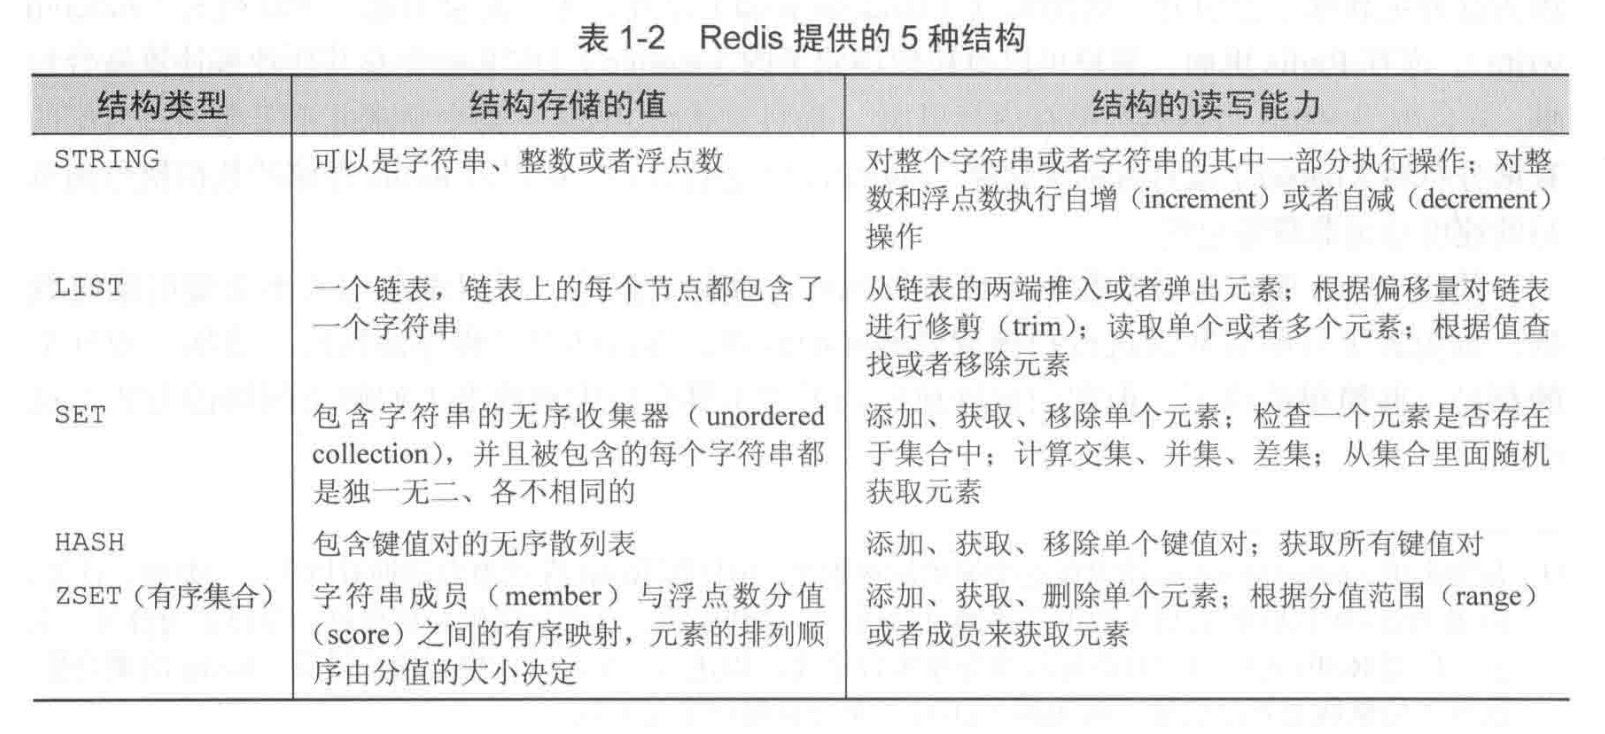 表 1-2 Redis 提供的 5 种结构
结构类型 结构存储的值 结构的读写能力
STRING 可以是字符串、整数或者浮点数 对整个字符串或者字符串的其中一部分执行操作；对整
数和浮点数执行自增（increment）或者自减（decrement）
操作
LIST 一个链表，链表上的每个节点都包含了 从链表的两端推入或者弹出元素；根据偏移量对链表
一个字符串 进行修剪（trim）；读取单个或者多个元素；根据值查
找或者移除元素
SET 包含字符串的无序收集器（unordered 添加、获取、移除单个元素；检查一个元素是否存在
collection），并且被包含的每个字符串都 于集合中；计算交集、并集、差集；从集合里面随机
是独一无二、各不相同的 获取元素
HASH 包含键值对的无序散列表 添加、获取、移除单个键值对；获取所有键值对
ZSET（有序集合） 字符串成员（member）与浮点数分值 添加、获取、删除单个元素；根据分值范围（range）
（score）之间的有序映射，元素的排列顺 或者成员来获取元素
序由分值的大小决定